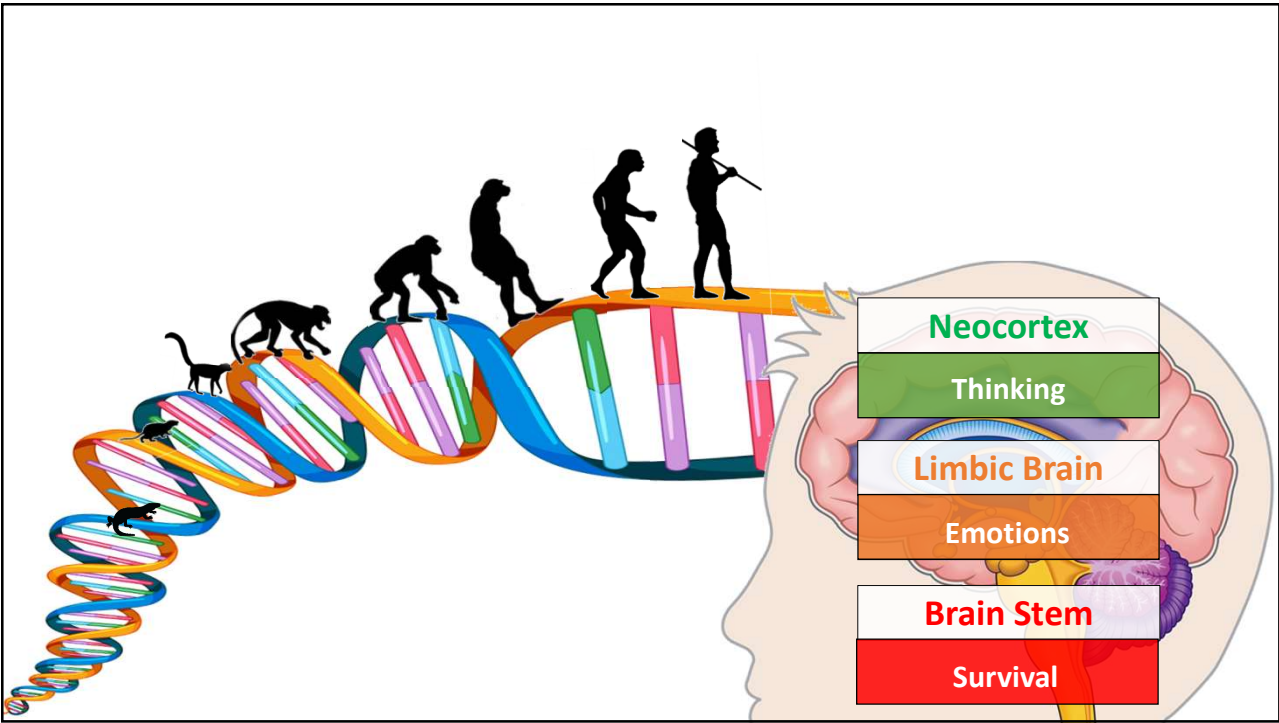 Neocortex
Thinking
Limbic Brain
Emotions
Brain Stem
Survival